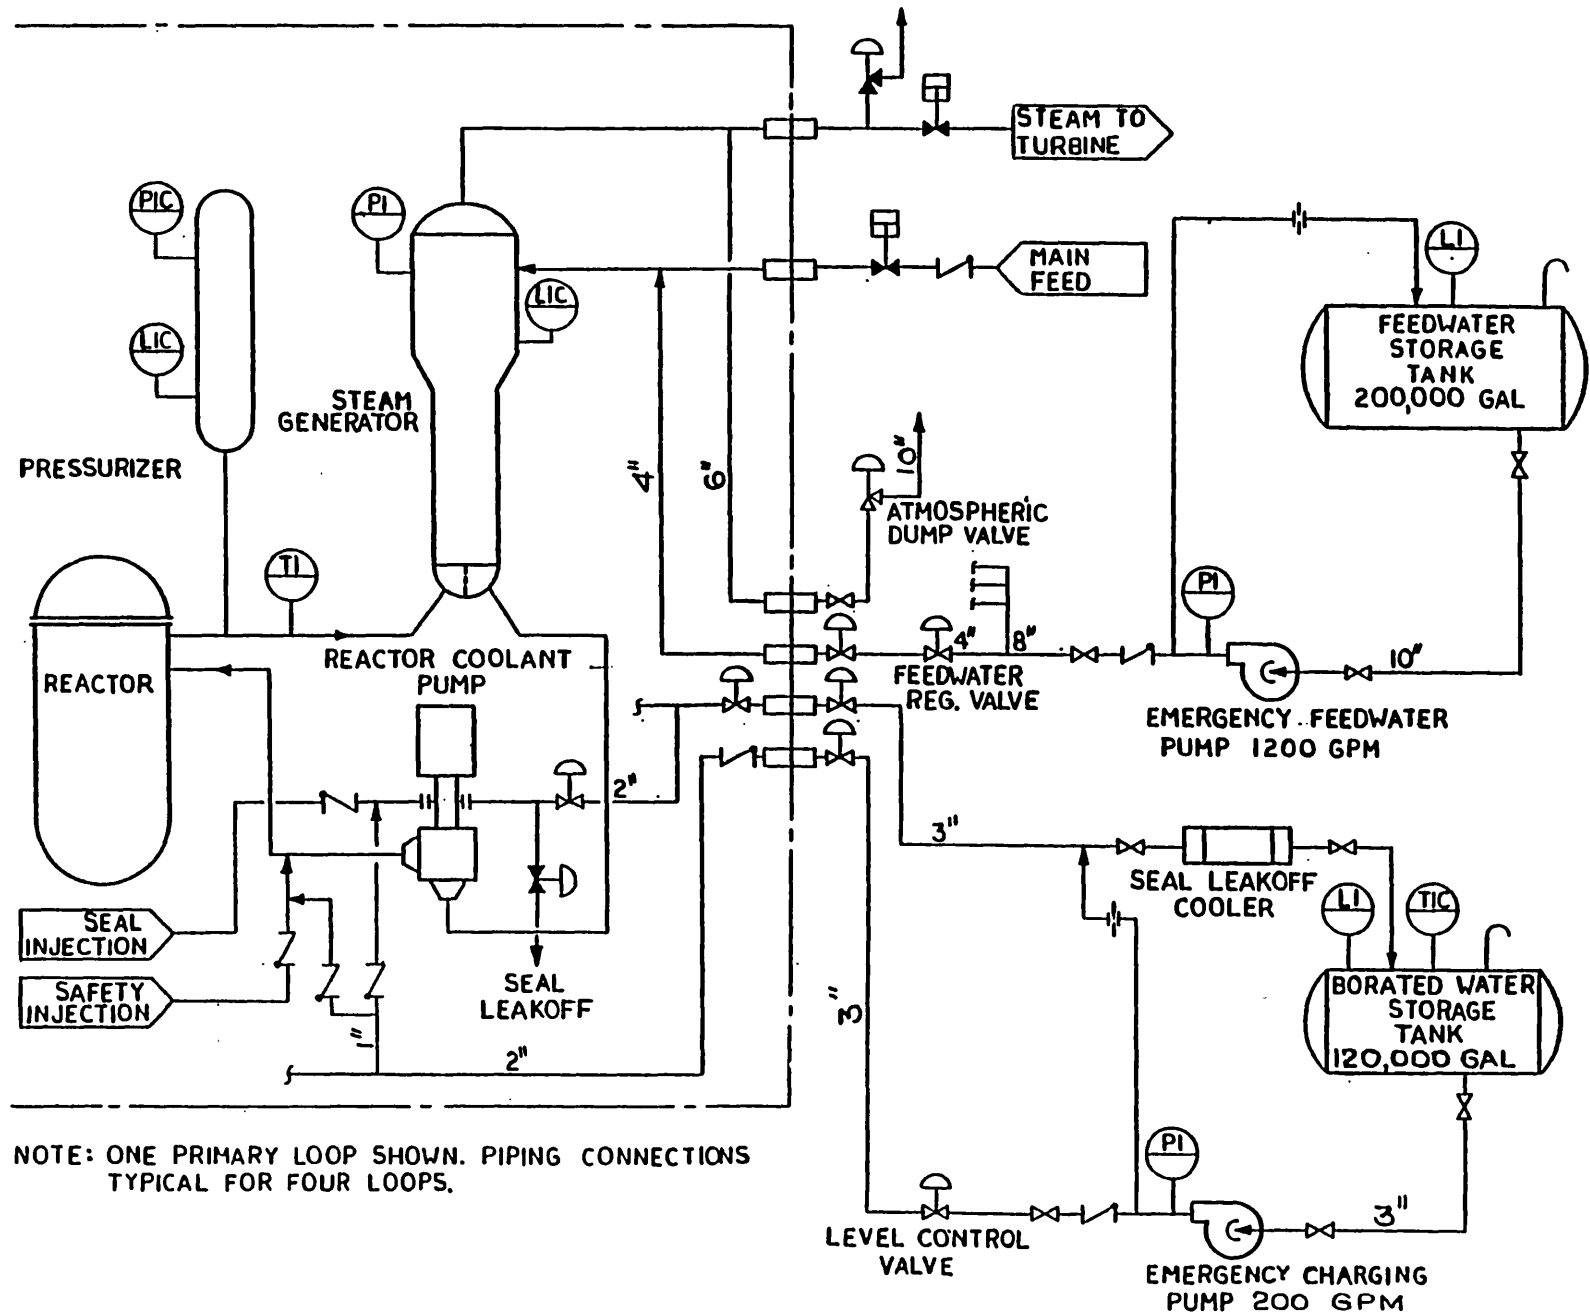 STEAM TO
TURBINE
PIC
PI
MAIN
FEED
LI
LIC
LIC
FEEDWATER
STORAGE
TANK
200,000 GAL
STEAM
GENERATOR
PRESSURIZER
4"
6"
10"
ATMOSPHERIC
DUMP VALVE
TI
PI
4"
8"
10"
REACTOR
REACTOR COOLANT
PUMP
FEEDWATER
REG. VALVE
EMERGENCY FEEDWATER
PUMP 1200 GPM
2"
3"
SEAL LEAKOFF
COOLER
LI
TIC
SEAL
INJECTION
SAFETY
INJECTION
SEAL
LEAKOFF
BORATED WATER
STORAGE
TANK
120,000 GAL
1"
2"
3"
NOTE: ONE PRIMARY LOOP SHOWN. PIPING CONNECTIONS
TYPICAL FOR FOUR LOOPS.
PI
3"
LEVEL CONTROL
VALVE
EMERGENCY CHARGING
PUMP 200 GPM